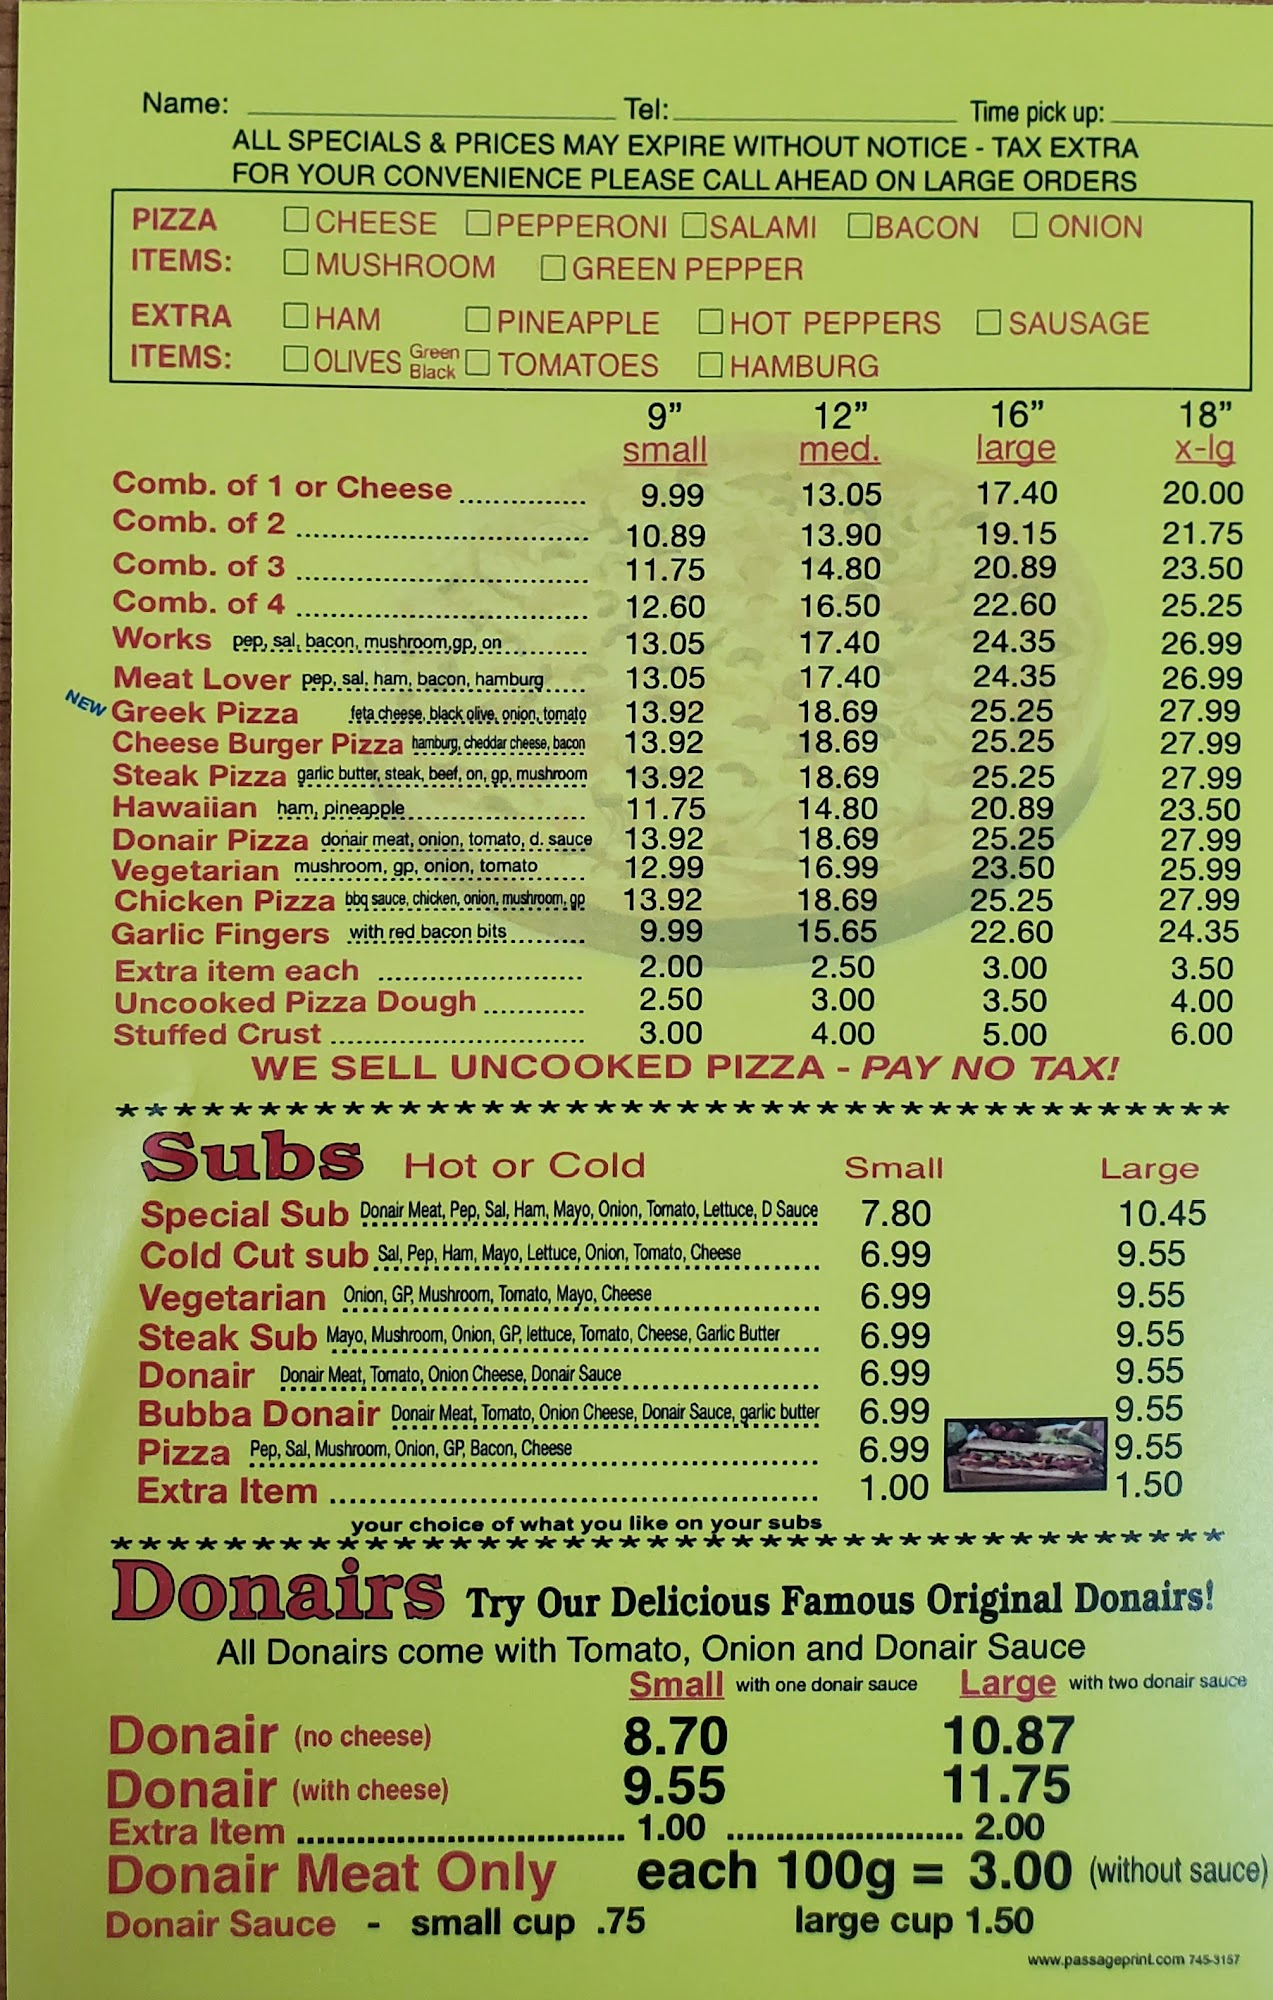 Name: Tel: Time pick up:
ALL SPECIALS & PRICES MAY EXPIRE WITHOUT NOTICE - TAX EXTRA
FOR YOUR CONVENIENCE PLEASE CALL AHEAD ON LARGE ORDERS
PIZZA CHEESE PEPPERONI SALAMI BACON ONION
ITEMS: MUSHROOM GREEN PEPPER
EXTRA HAM PINEAPPLE HOT PEPPERS SAUSAGE
ITEMS: OLIVES Green Black TOMATOES HAMBURG
9” 12” 16” 18”
small med. large x-lg
Comb. of 1 or Cheese 9.99 13.05 17.40 20.00
Comb. of 2 10.89 13.90 19.15 21.75
Comb. of 3 11.75 14.80 20.89 23.50
Comb. of 4 12.60 16.50 22.60 25.25
Works pep, sal, bacon, mushroom,gp, on 13.05 17.40 24.35 26.99
Meat Lover pep, sal, ham, bacon, hamburg 13.05 17.40 24.35 26.99
NEW Greek Pizza feta cheese, black olive, onion, tomato 13.92 18.69 25.25 27.99
Cheese Burger Pizza hamburg, cheddar cheese, bacon 13.92 18.69 25.25 27.99
Steak Pizza garlic butter, steak, beef, on, gp, mushroom 13.92 18.69 25.25 27.99
Hawaiian ham, pineapple 11.75 14.80 20.89 23.50
Donair Pizza donair meat, onion, tomato, d. sauce 13.92 18.69 25.25 27.99
Vegetarian mushroom, gp, onion, tomato 12.99 16.99 23.50 25.99
Chicken Pizza bbq sauce, chicken, onion, mushroom, gp 13.92 18.69 25.25 27.99
Garlic Fingers with red bacon bits 9.99 15.65 22.60 24.35
Extra item each 2.00 2.50 3.00 3.50
Uncooked Pizza Dough 2.50 3.00 3.50 4.00
Stuffed Crust 3.00 4.00 5.00 6.00
WE SELL UNCOOKED PIZZA - PAY NO TAX!
Subs Hot or Cold Small Large
Special Sub Donair Meat, Pep, Sal, Ham, Mayo, Onion, Tomato, Lettuce, D Sauce 7.80 10.45
Cold Cut sub Sal, Pep, Ham, Mayo, Lettuce, Onion, Tomato, Cheese 6.99 9.55
Vegetarian Onion, GP, Mushroom, Tomato, Mayo, Cheese 6.99 9.55
Steak Sub Mayo, Mushroom, Onion, GP, lettuce, Tomato, Cheese, Garlic Butter 6.99 9.55
Donair Donair Meat, Tomato, Onion Cheese, Donair Sauce 6.99 9.55
Bubba Donair Donair Meat, Tomato, Onion Cheese, Donair Sauce, garlic butter 6.99 9.55
Pizza Pep, Sal, Mushroom, Onion, GP, Bacon, Cheese 6.99 9.55
Extra Item 1.00 1.50
your choice of what you like on your subs
Donairs Try Our Delicious Famous Original Donairs!
All Donairs come with Tomato, Onion and Donair Sauce
Small with one donair sauce Large with two donair sauce
Donair (no cheese) 8.70 10.87
Donair (with cheese) 9.55 11.75
Extra Item 1.00 2.00
Donair Meat Only each 100g = 3.00 (without sauce)
Donair Sauce - small cup .75 large cup 1.50
www.passageprint.com 745-3157